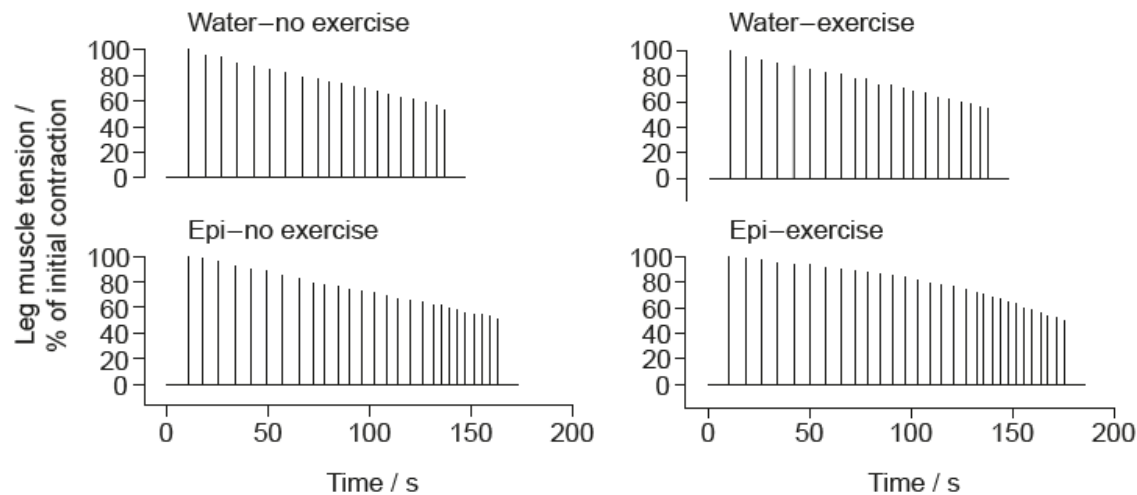 Water–no exercise
Water–exercise
100
80
60
40
20
0
100
80
60
40
20
0
Leg muscle tension /
% of initial contraction
Epi–no exercise
Epi–exercise
100
80
60
40
20
0
100
80
60
40
20
0
0 50 100 150 200
0 50 100 150 200
Time / s
Time / s